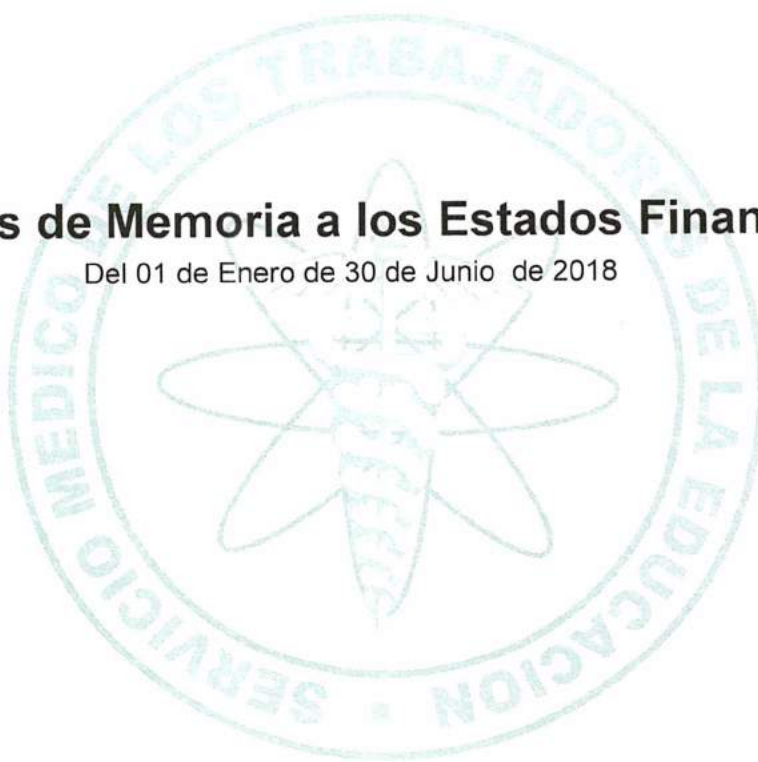 s de Memoria a los Estados Finan
Del 01 de Enero de 30 de Junio de 2018
SERVICIO MEDICO DE LOS TRABAJADORES DE LA EDUCACION